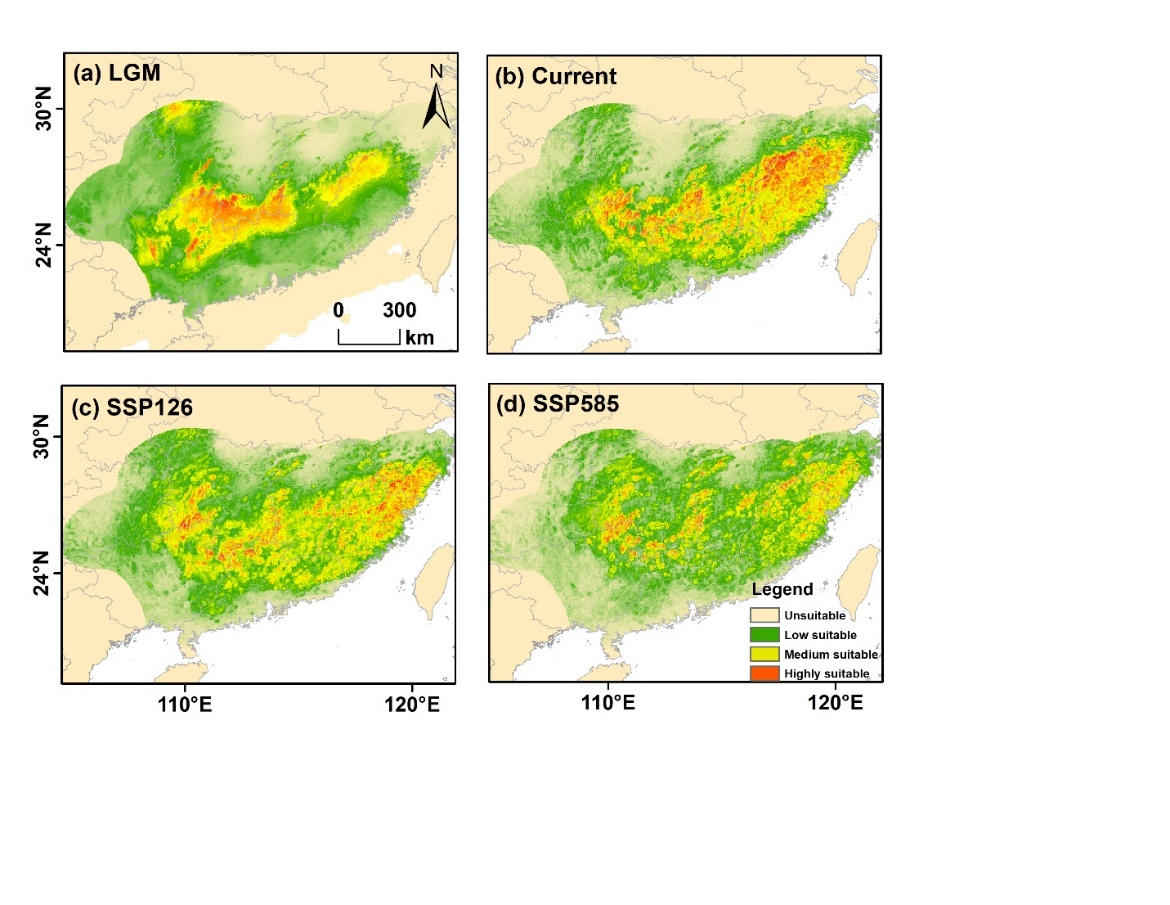 (a) LGM
N
30°N
24°N
0 300
km
(b) Current
(c) SSP126
30°N
24°N
110°E 120°E
(d) SSP585
Legend
Unsuitable
Low suitable
Medium suitable
Highly suitable
110°E 120°E